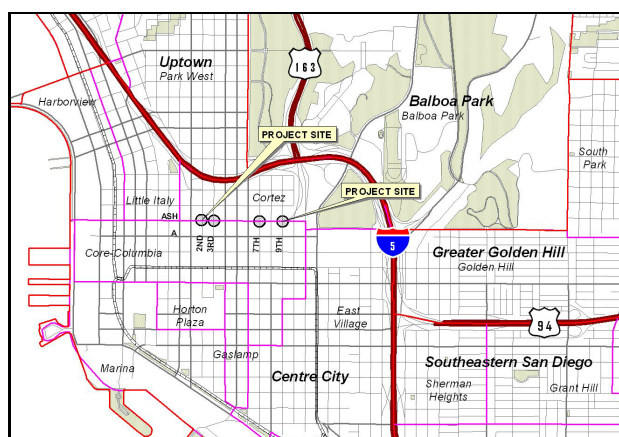 Uptown
Park West
163
Harborview
Balboa Park
Balboa Park
PROJECT SITE
South
Park
PROJECT SITE
Cortez
Little Italy
ASH
A
2ND
3RD
7TH
9TH
Core-Columbia
5
Greater Golden Hill
Golden Hill
Horton
Plaza
East
Village
94
Gaslamp
Marina
Centre City
Southeastern San Diego
Sherman
Heights
Grant Hill